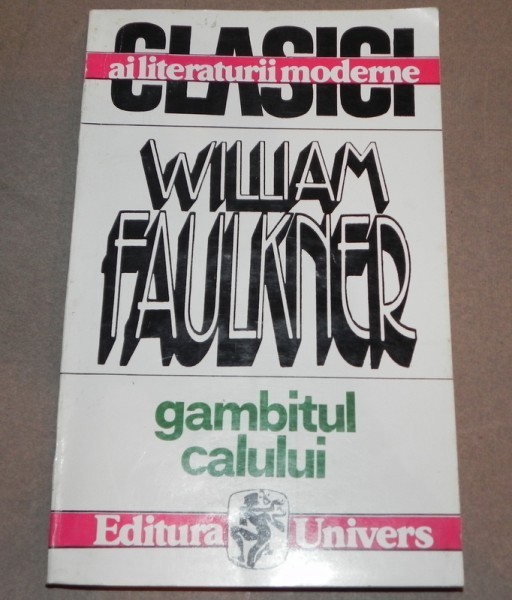 CLASICI
ai literaturii moderne
WILLIAM
FAULKNER
gambitul
calului
Editura Univers